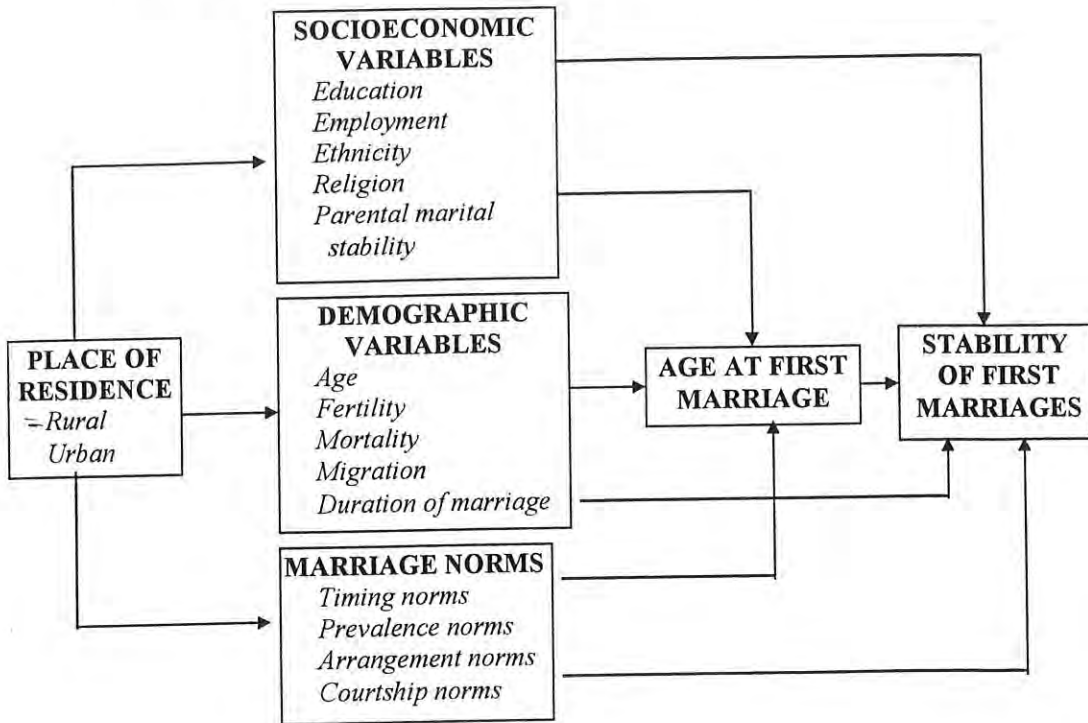 SOCIOECONOMIC
VARIABLES
Education
Employment
Ethnicity
Religion
Parental marital
stability
PLACE OF
RESIDENCE
Rural
Urban
DEMOGRAPHIC
VARIABLES
Age
Fertility
Mortality
Migration
Duration of marriage
MARRIAGE NORMS
Timing norms
Prevalence norms
Arrangement norms
Courtship norms
AGE AT FIRST
MARRIAGE
STABILITY
OF FIRST
MARRIAGES